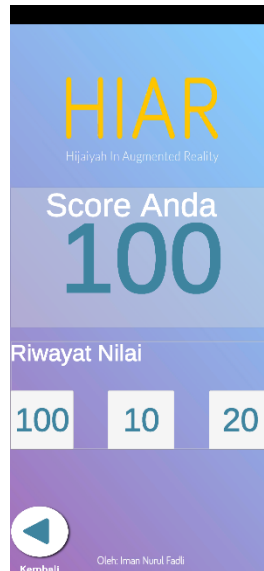 HIAR
Hijaiyah In Augmented Reality
Score Anda
100
Riwayat Nilai
100 10 20
Kembali
Oleh: Iman Nurul Fadli